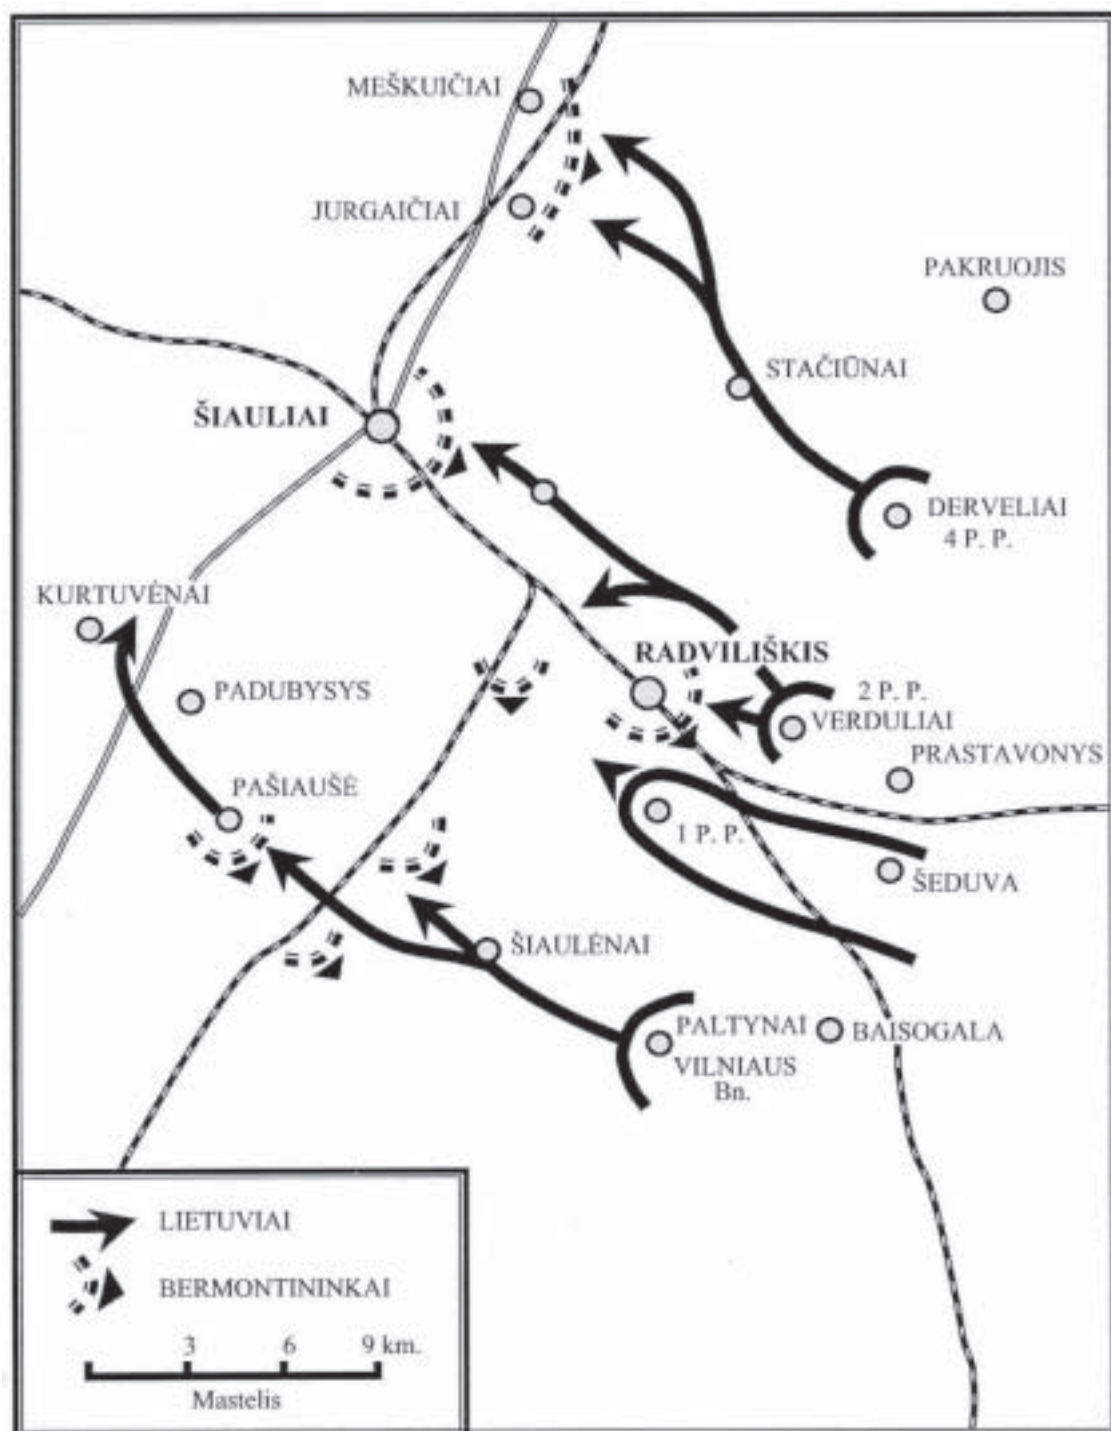 MEŠKUIČIAI
JURGAIČIAI
PAKRUOJIS
STAČIŪNAI
ŠIAULIAI
DERVELIAI
4 P. P.
KURTUVĖNAI
RADVILIŠKIS
PADUBYSYS
2 P. P.
VERDULIAI
PRASTAVONYS
PAŠIAUŠĖ
1 P. P.
ŠEDUVA
ŠIAULĖNAI
PALTYNAI
BAISOGALA
VILNIAUS
Bn.
LIETUVIAI
BERMONTININKAI
3 6 9 km.
Mastelis